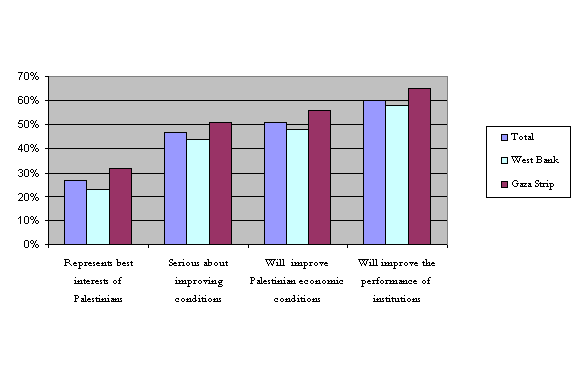 70%
60%
50%
40%
30%
20%
10%
0%
Represents best
interests of
Palestinians
Serious about
improving
conditions
Will improve
Palestinian economic
conditions
Will improve the
performance of
institutions
Total
West Bank
Gaza Strip